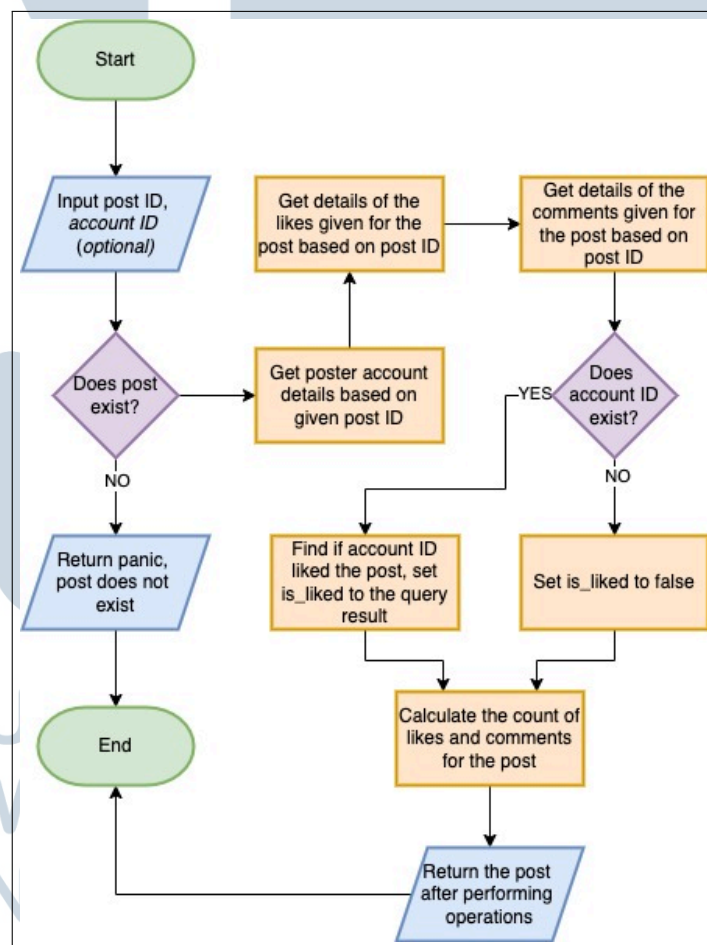 Start
Input post ID,
account ID
(optional)
Does post
exist?
NO
Return panic,
post does not
exist
End
Get poster account
details based on
given post ID
Get details of the
likes given for the
post based on post ID
Get details of the
comments given for
the post based on
post ID
Does
account ID
exist?
YES
NO
Find if account ID
liked the post, set
is_liked to the query
result
Set is_liked to false
Calculate the count of
likes and comments
for the post
Return the post
after performing
operations